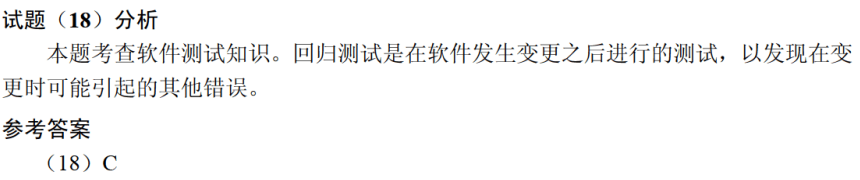 试题（18）分析
本题考查软件测试知识。回归测试是在软件发生变更之后进行的测试，以发现在变
更时可能引起的其他错误。
参考答案
（18）C